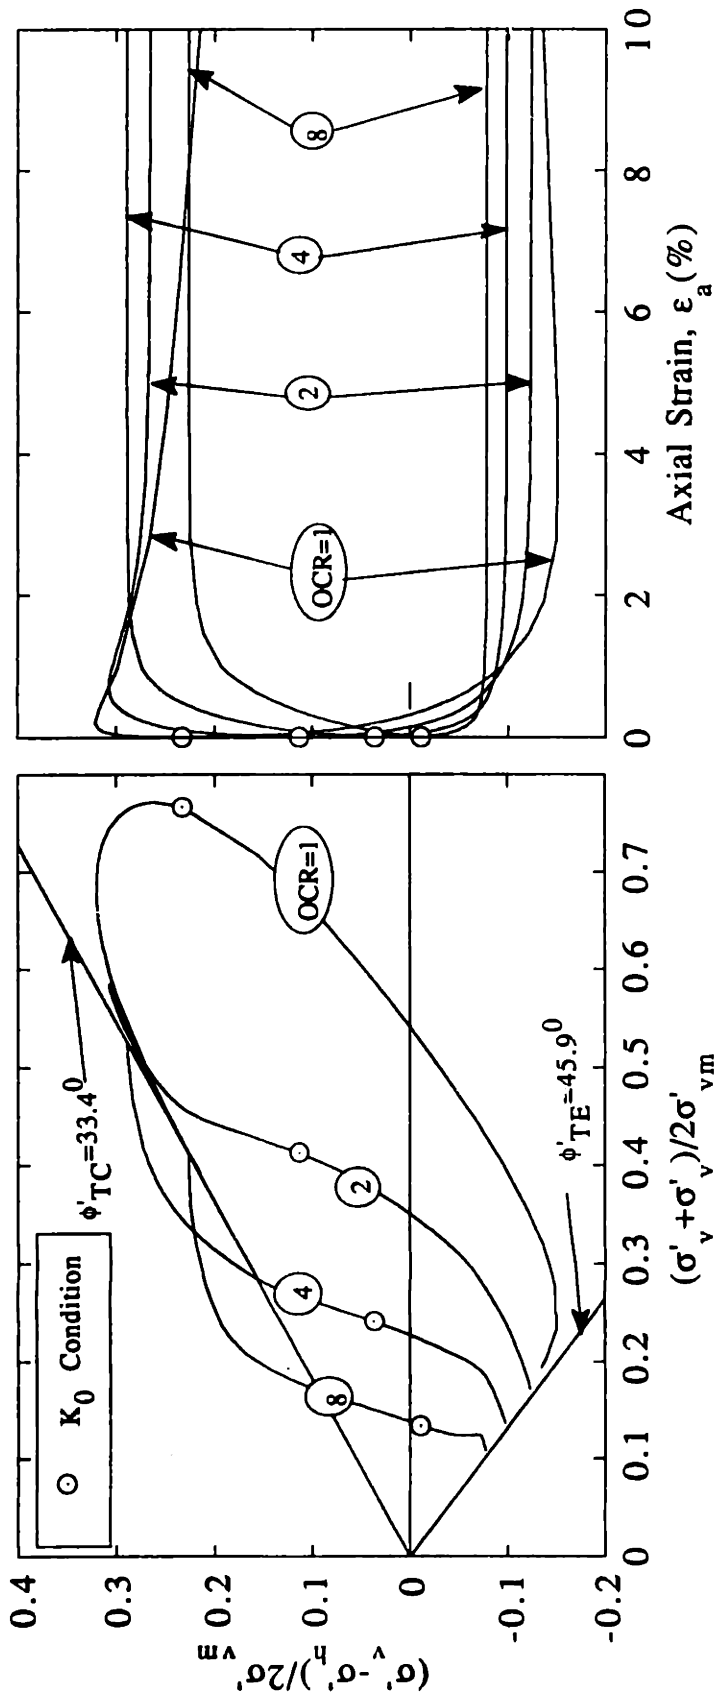 0.4
0.3
0.2
0.1
0
-0.1
-0.2
(σ'v-σ'h)/2σ'vm
K0 Condition
φ'TC=33.4⁰
OCR=1
2
4
8
φ'TE=45.9⁰
0 0.1 0.2 0.3 0.4 0.5 0.6 0.7
(σ'v+σ'v)/2σ'vm
OCR=1
2
4
8
0 2 4 6 8 10
Axial Strain, εa (%)